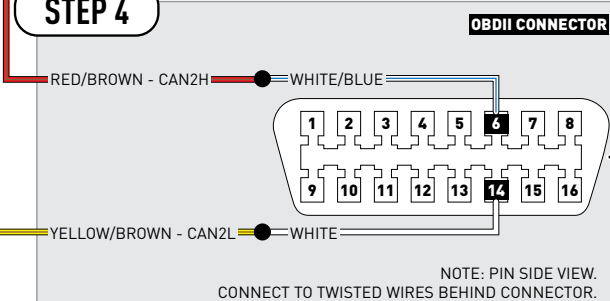 STEP 4
OBDII CONNECTOR
RED/BROWN - CAN2H WHITE/BLUE
1 2 3 4 5 6 7 8
9 10 11 12 13 14 15 16
YELLOW/BROWN - CAN2L WHITE
NOTE: PIN SIDE VIEW.
CONNECT TO TWISTED WIRES BEHIND CONNECTOR.